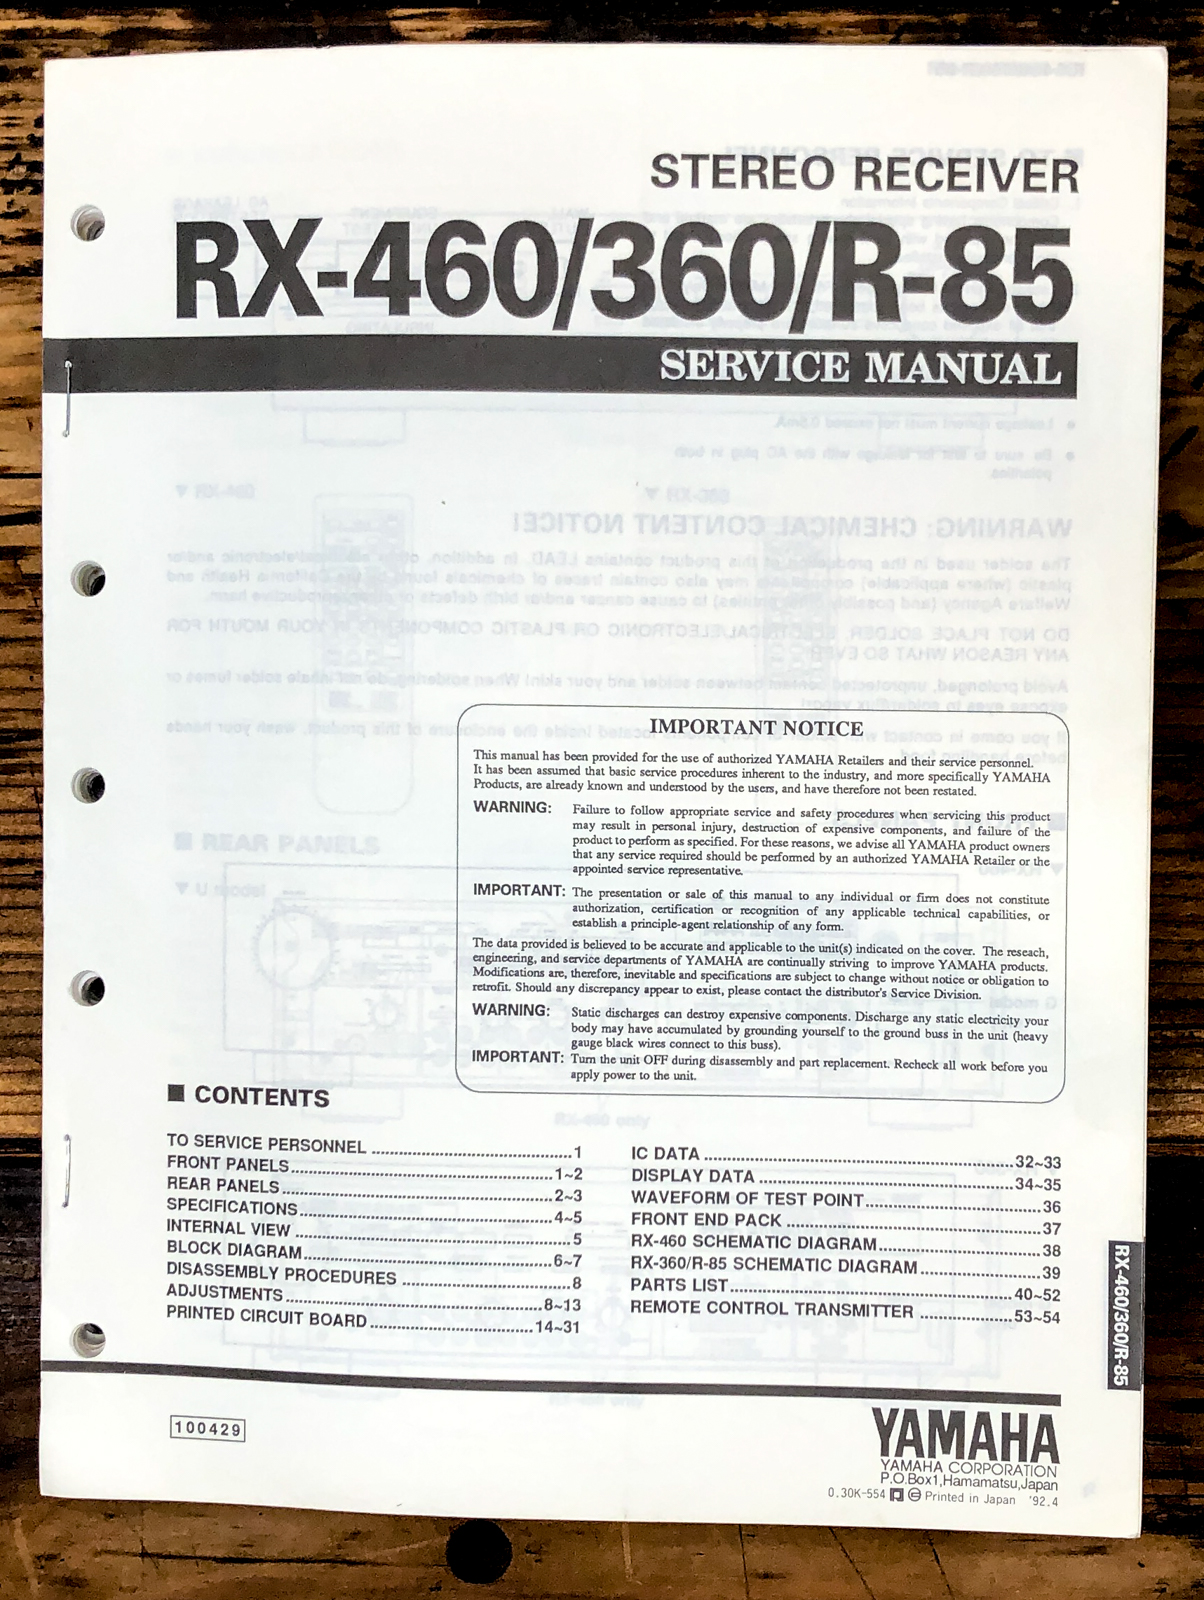 STEREO RECEIVER
RX-460/360/R-85
SERVICE MANUAL
IMPORTANT NOTICE
This manual has been provided for the use of authorized YAMAHA Retailers and their service personnel.
It has been assumed that basic service procedures inherent to the industry, and more specifically YAMAHA
Products, are already known and understood by the users, and have therefore not been restated.
WARNING: Failure to follow appropriate service and safety procedures when servicing this product
may result in personal injury, destruction of expensive components, and failure of the
product to perform as specified. For these reasons, we advise all YAMAHA product owners
that any service required should be performed by an authorized YAMAHA Retailer or the
appointed service representative.
IMPORTANT: The presentation or sale of this manual to any individual or firm does not constitute
authorization, certification or recognition of any applicable technical capabilities, or
establish a principle-agent relationship of any form.
The data provided is believed to be accurate and applicable to the unit(s) indicated on the cover. The reseach,
engineering, and service departments of YAMAHA are continually striving to improve YAMAHA products.
Modifications are, therefore, inevitable and specifications are subject to change without notice or obligation to
retrofit. Should any discrepancy appear to exist, please contact the distributor's Service Division.
WARNING: Static discharges can destroy expensive components. Discharge any static electricity your
body may have accumulated by grounding yourself to the ground buss in the unit (heavy
gauge black wires connect to this buss).
IMPORTANT: Turn the unit OFF during disassembly and part replacement. Recheck all work before you
apply power to the unit.
■ CONTENTS
TO SERVICE PERSONNEL ........................................1
FRONT PANELS........................................1~2
REAR PANELS........................................2~3
SPECIFICATIONS........................................4~5
INTERNAL VIEW ........................................5
BLOCK DIAGRAM........................................6~7
DISASSEMBLY PROCEDURES ........................................8
ADJUSTMENTS........................................8~13
PRINTED CIRCUIT BOARD........................................14~31
IC DATA ........................................32~33
DISPLAY DATA ........................................34~35
WAVEFORM OF TEST POINT........................................36
FRONT END PACK ........................................37
RX-460 SCHEMATIC DIAGRAM........................................38
RX-360/R-85 SCHEMATIC DIAGRAM........................................39
PARTS LIST........................................40~52
REMOTE CONTROL TRANSMITTER ........................................53~54
RX-460/360/R-85
100429
YAMAHA
YAMAHA CORPORATION
P.O.Box1,Hamamatsu,Japan
0.30K-554 Printed in Japan '92.4